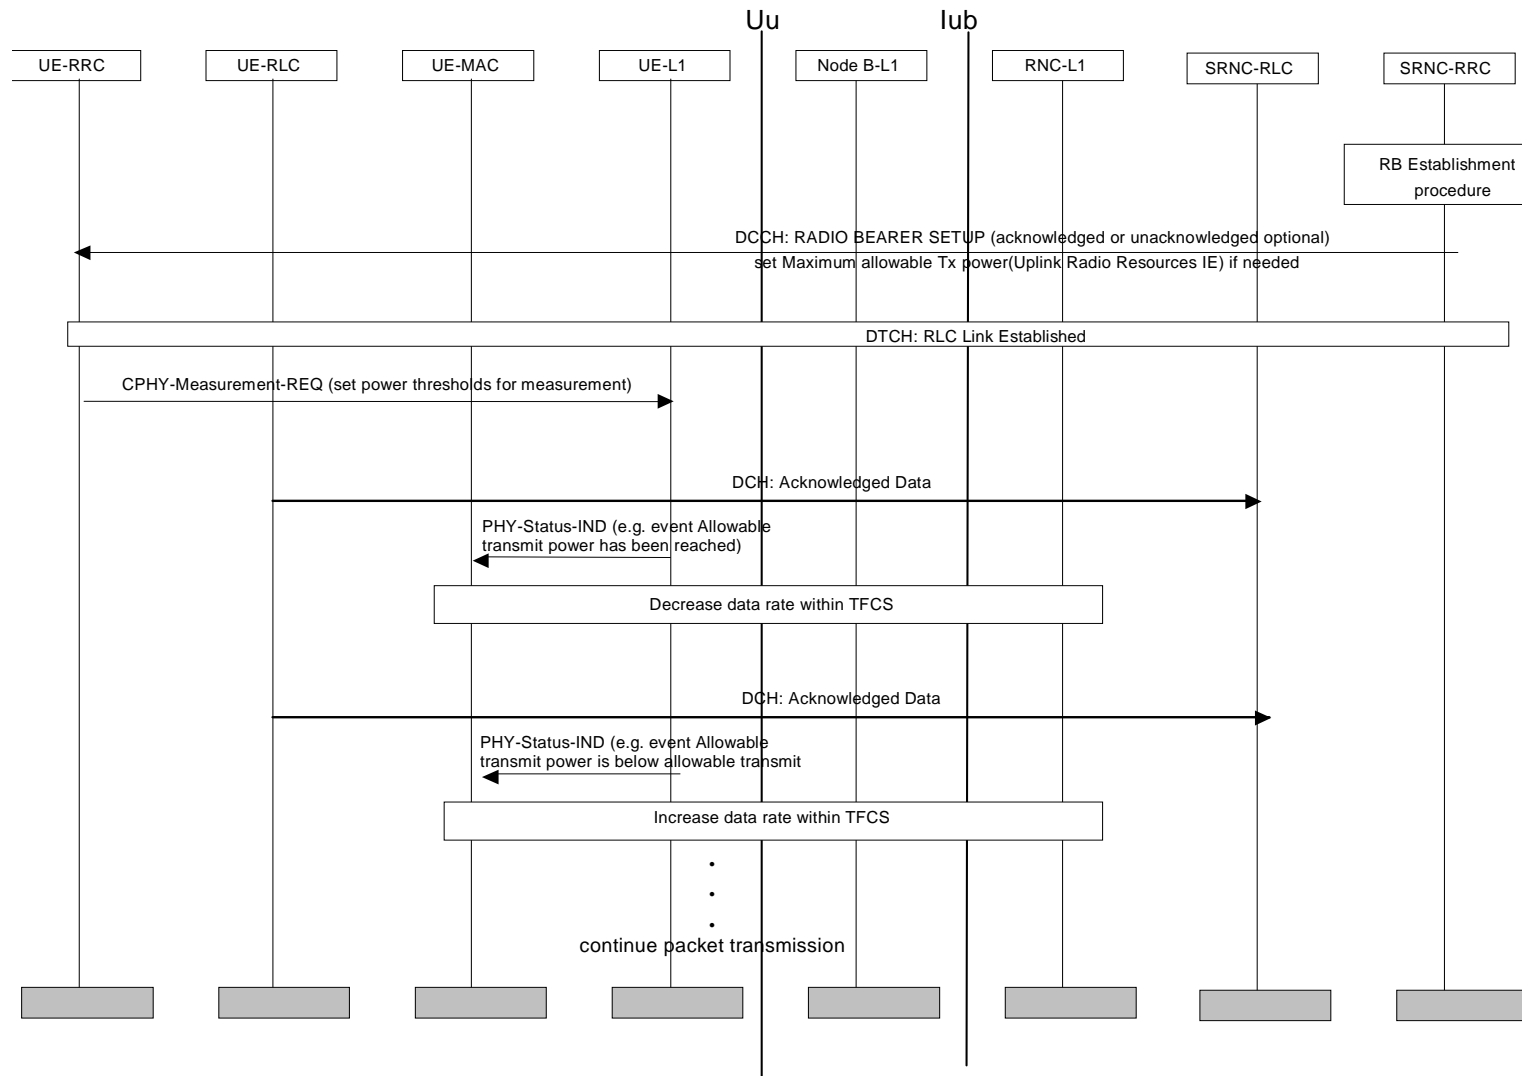 Uu
Iub
UE-RRC
UE-RLC
UE-MAC
UE-L1
Node B-L1
RNC-L1
SRNC-RLC
SRNC-RRC
RB Establishment
procedure
DCCH: RADIO BEARER SETUP (acknowledged or unacknowledged optional)
set Maximum allowable Tx power(Uplink Radio Resources IE) if needed
DTCH: RLC Link Established
CPHY-Measurement-REQ (set power thresholds for measurement)
DCH: Acknowledged Data
PHY-Status-IND (e.g. event Allowable
transmit power has been reached)
Decrease data rate within TFCS
DCH: Acknowledged Data
PHY-Status-IND (e.g. event Allowable
transmit power is below allowable transmit
Increase data rate within TFCS
.
.
.
continue packet transmission